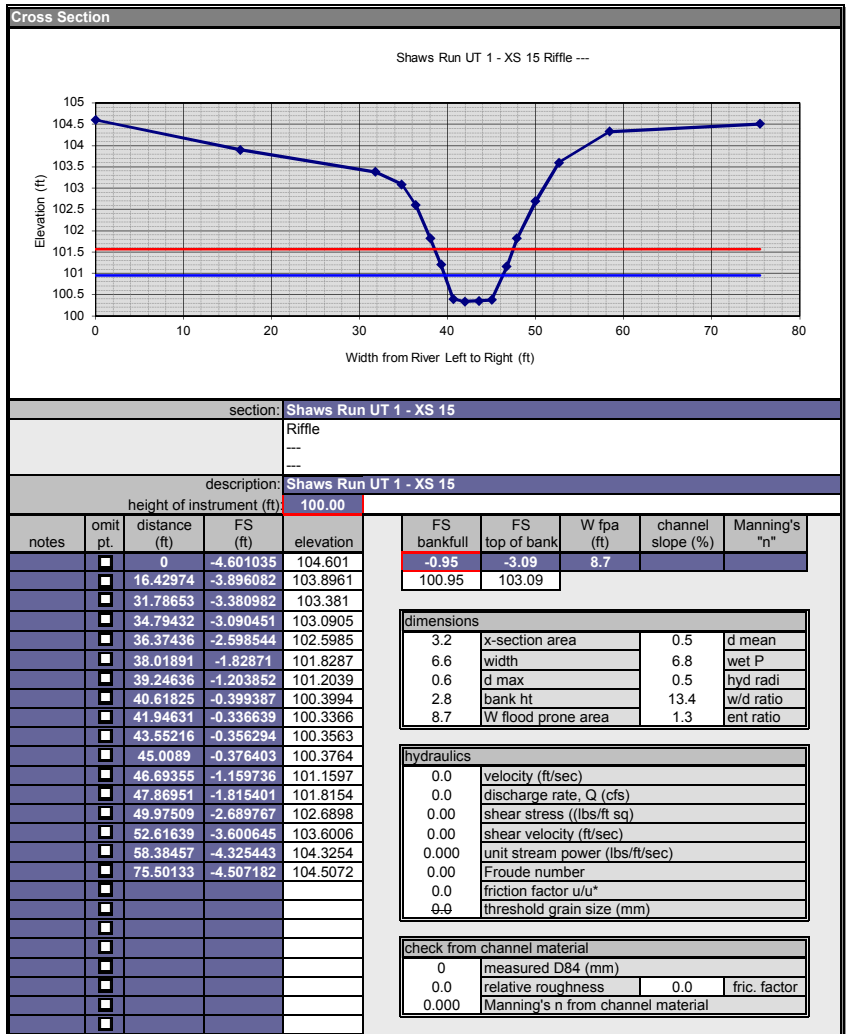 Cross Section
Shaws Run UT 1 - XS 15 Riffle ---
105
104.5
104
103.5
103
102.5
102
101.5
101
100.5
100
Elevation (ft)
0 10 20 30 40 50 60 70 80
Width from River Left to Right (ft)
section: Shaws Run UT 1 - XS 15
Riffle
---
---
description: Shaws Run UT 1 - XS 15
height of instrument (ft): 100.00
notes omit pt. distance (ft) FS (ft) elevation
0 -4.601035 104.601
16.42974 -3.896082 103.8961
31.78653 -3.380982 103.381
34.79432 -3.090451 103.0905
36.37436 -2.598544 102.5985
38.01891 -1.82871 101.8287
39.24636 -1.203852 101.2039
40.61825 -0.399387 100.3994
41.94631 -0.336639 100.3366
43.55216 -0.356294 100.3563
45.0089 -0.376403 100.3764
46.69355 -1.159736 101.1597
47.86951 -1.815401 101.8154
49.97509 -2.689767 102.6898
52.61639 -3.600645 103.6006
58.38457 -4.325443 104.3254
75.50133 -4.507182 104.5072
FS bankfull FS top of bank W fpa (ft) channel slope (%) Manning's "n"
-0.95 -3.09 8.7
100.95 103.09
dimensions
3.2 x-section area 0.5 d mean
6.6 width 6.8 wet P
0.6 d max 0.5 hyd radi
2.8 bank ht 13.4 w/d ratio
8.7 W flood prone area 1.3 ent ratio
hydraulics
0.0 velocity (ft/sec)
0.0 discharge rate, Q (cfs)
0.00 shear stress ((lbs/ft sq)
0.00 shear velocity (ft/sec)
0.000 unit stream power (lbs/ft/sec)
0.00 Froude number
0.0 friction factor u/u*
0.0 threshold grain size (mm)
check from channel material
0 measured D84 (mm)
0.0 relative roughness 0.0 fric. factor
0.000 Manning's n from channel material